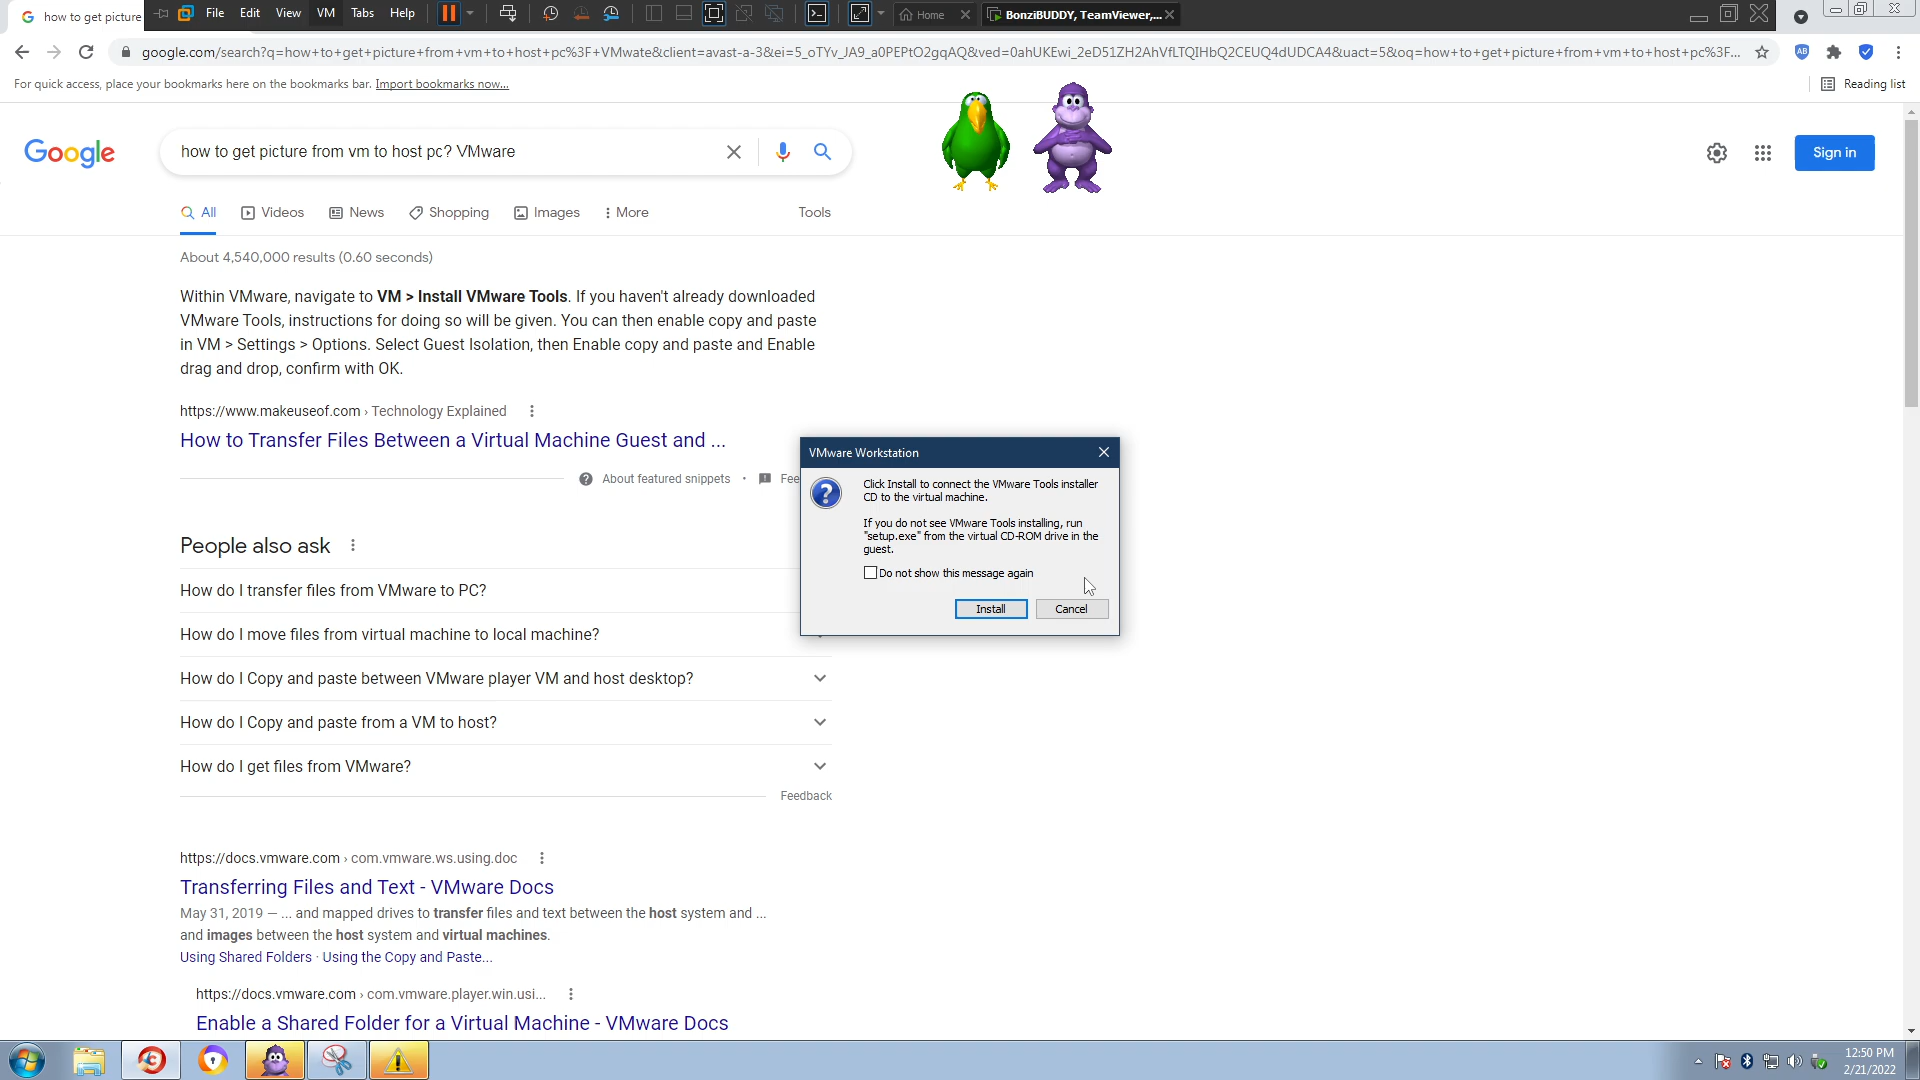 how to get picture
File Edit View VM Tabs Help
Home
BonziBUDDY, TeamViewer,...
google.com/search?q=how+to+get+picture+from+vm+to+host+pc%3F+VMwate&client=avast-a-3&ei=5_oTYv_JA9_a0PEPtO2gqAQ&ved=0ahUKEwi_2eD51ZH2AhVfLTQIHbQ2CEUQ4dUDCA4&uact=5&oq=how+to+get+picture+from+vm+to+host+pc%3F...
AB
For quick access, place your bookmarks here on the bookmarks bar. Import bookmarks now...
Reading list
Google
how to get picture from vm to host pc? VMware
Sign in
All Videos News Shopping Images More Tools
About 4,540,000 results (0.60 seconds)
Within VMware, navigate to VM > Install VMware Tools. If you haven't already downloaded
VMware Tools, instructions for doing so will be given. You can then enable copy and paste
in VM > Settings > Options. Select Guest Isolation, then Enable copy and paste and Enable
drag and drop, confirm with OK.
https://www.makeuseof.com › Technology Explained
How to Transfer Files Between a Virtual Machine Guest and ...
About featured snippets • Fee
VMware Workstation
Click Install to connect the VMware Tools installer
CD to the virtual machine.
If you do not see VMware Tools installing, run
"setup.exe" from the virtual CD-ROM drive in the
guest.
Do not show this message again
Install Cancel
People also ask
How do I transfer files from VMware to PC?
How do I move files from virtual machine to local machine?
How do I Copy and paste between VMware player VM and host desktop?
How do I Copy and paste from a VM to host?
How do I get files from VMware?
Feedback
https://docs.vmware.com › com.vmware.ws.using.doc
Transferring Files and Text - VMware Docs
May 31, 2019 — ... and mapped drives to transfer files and text between the host system and ...
and images between the host system and virtual machines.
Using Shared Folders · Using the Copy and Paste...
https://docs.vmware.com › com.vmware.player.win.usi...
Enable a Shared Folder for a Virtual Machine - VMware Docs
12:50 PM
2/21/2022